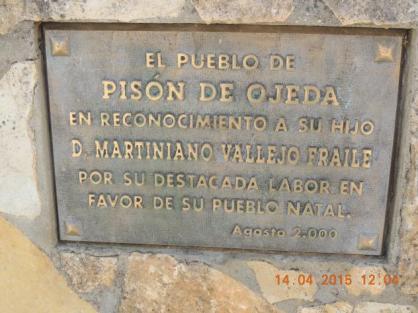 EL PUEBLO DE
PISÓN DE OJEDA
EN RECONOCIMIENTO A SU HIJO
D. MARTINIANO VALLEJO FRAILE
POR SU DESTACADA LABOR EN
FAVOR DE SU PUEBLO NATAL.
Agosto 2.000
14.04.2015 12:04